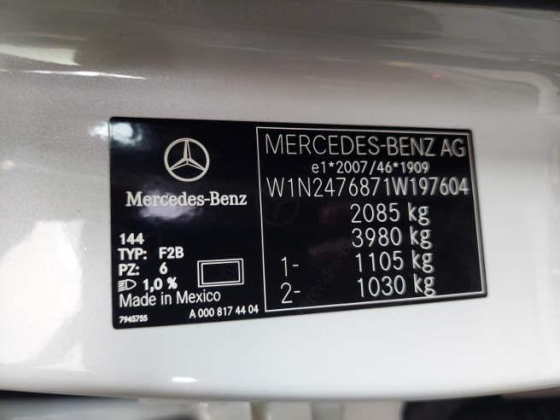 Mercedes-Benz
144
TYP: F2B
PZ: 6
1,0 %
Made in Mexico
7945755
A 000 817 44 04
MERCEDES-BENZ AG
e1*2007/46*1909
W1N2476871W197604
2085 kg
3980 kg
1- 1105 kg
2- 1030 kg